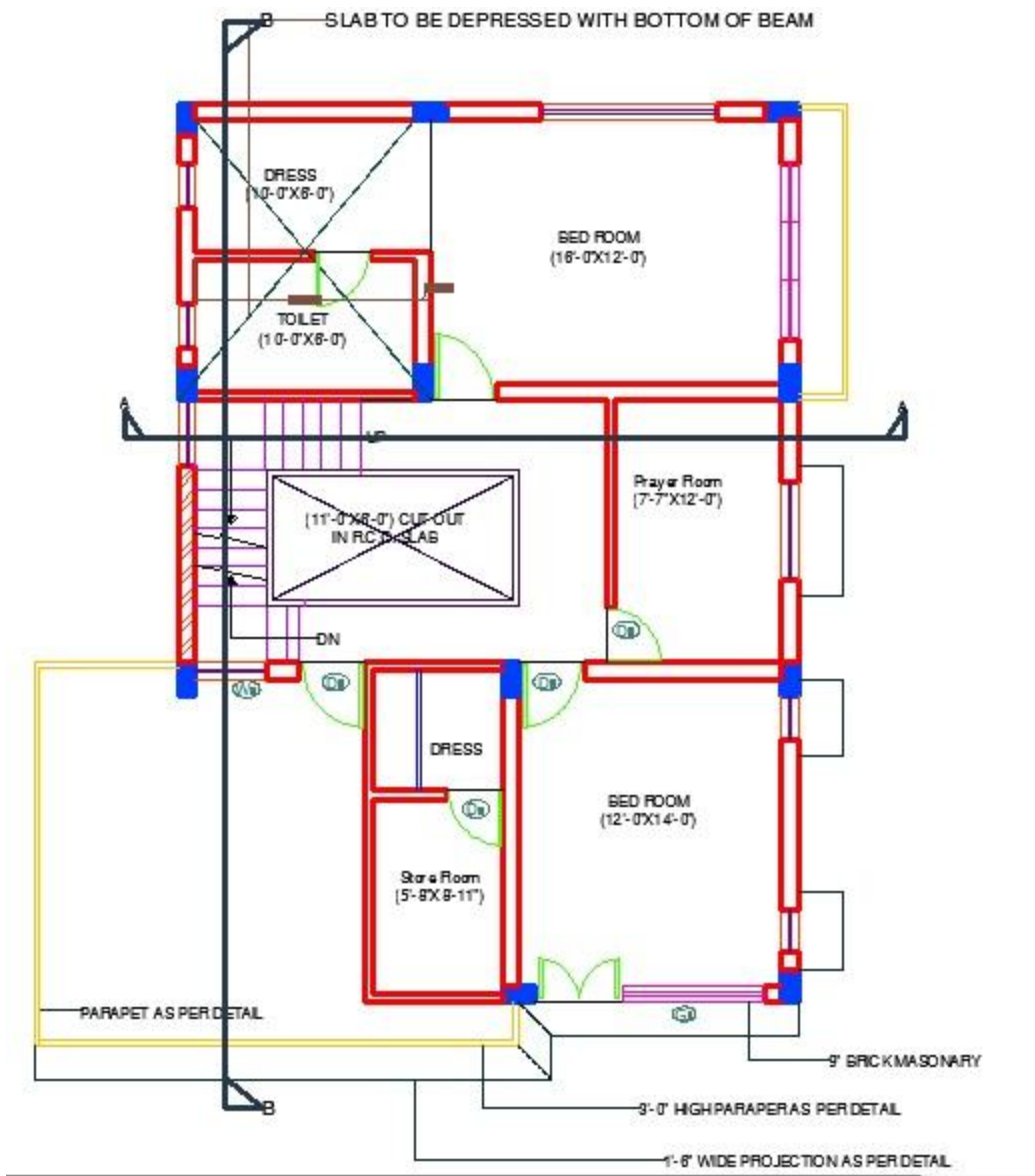 B
SLAB TO BE DEPRESSED WITH BOTTOM OF BEAM
DRESS
(10'-0"X6'-0")
BED ROOM
(16'-0"X12'-0")
TOILET
(10'-0"X6'-0")
A
A
UP
Prayer Room
(7'-7"X12'-0")
(11'-0"X6'-0") CUT OUT
IN R.C.C. SLAB
DN
DRESS
BED ROOM
(12'-0"X14'-0")
Store Room
(5'-8"X8'-11")
PARAPET AS PER DETAIL
9" BRICK MASONARY
B
3'-0" HIGH PARAPER AS PER DETAIL
1'-6" WIDE PROJECTION AS PER DETAIL